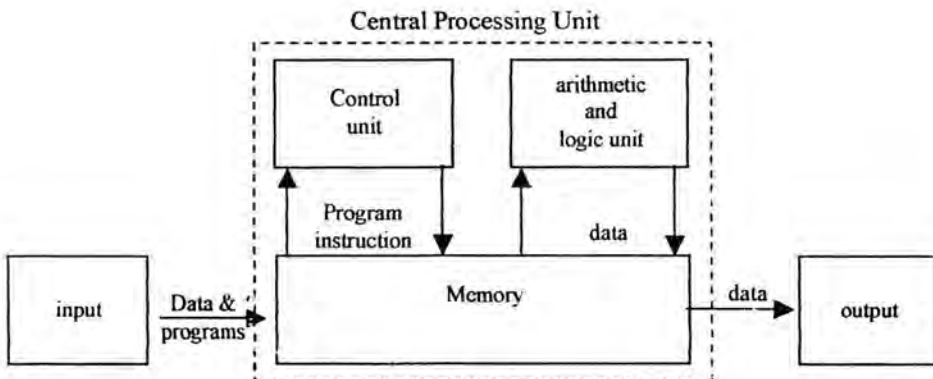 Central Processing Unit
Control
unit
arithmetic
and
logic unit
Program
instruction
data
input
Data &
programs
Memory
data
output